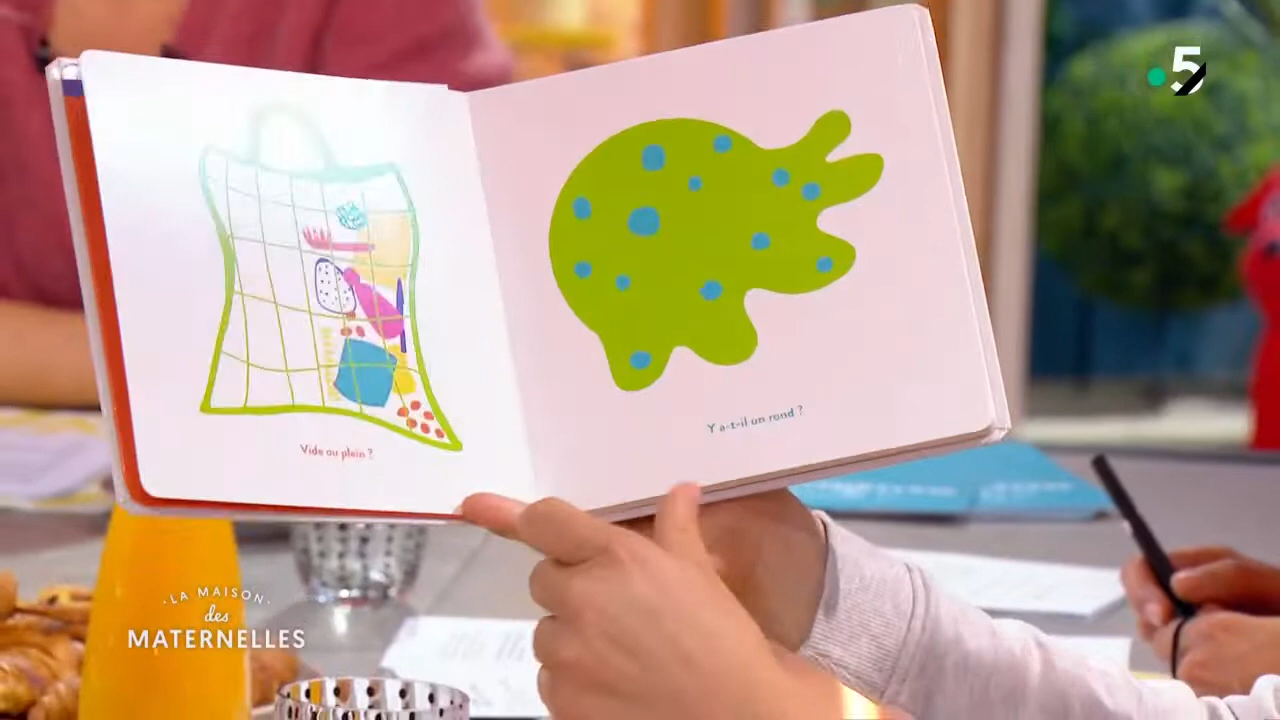 5
Vide ou plein ?
Y a-t-il un rond ?
·LA MAISON·
des
MATERNELLES